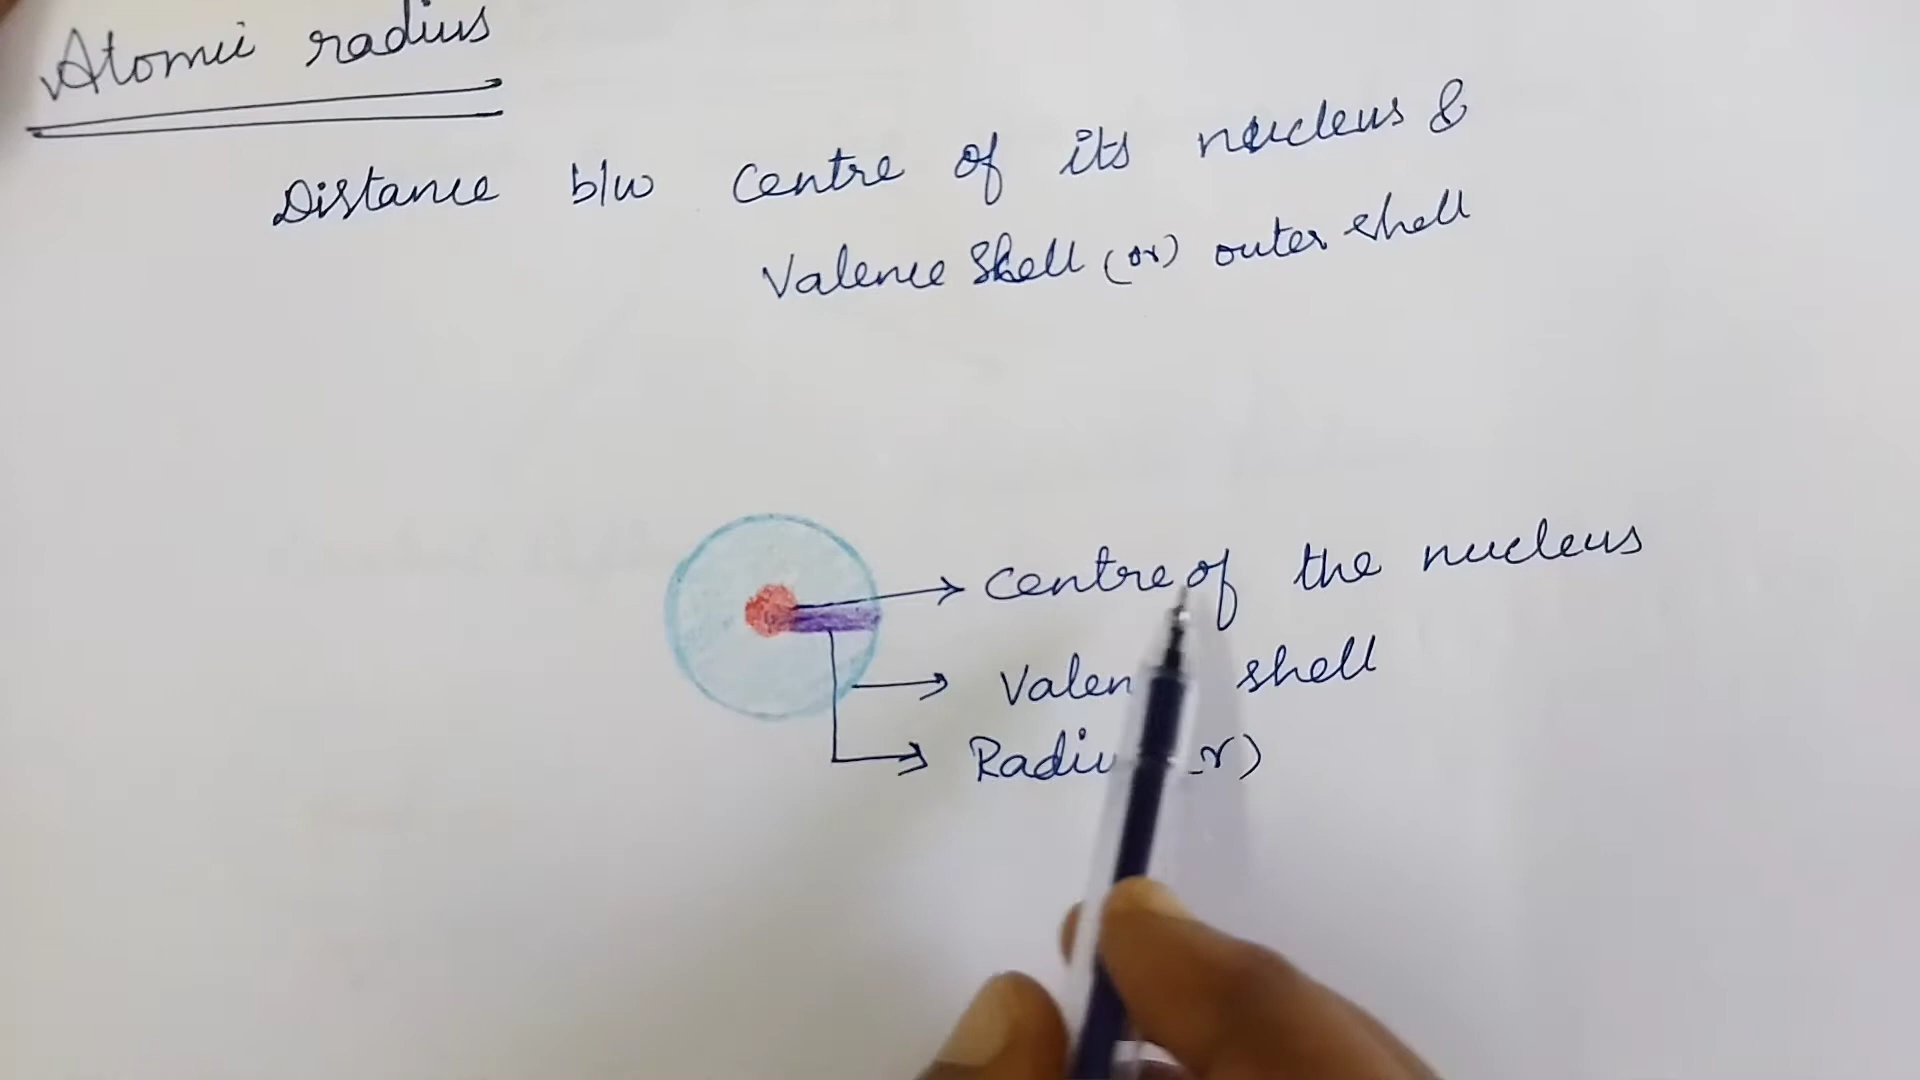 Atomic radius
Distance b/w centre of its nucleus &
Valence Shell (or) outer shell
Centre of the nucleus
shell
r)